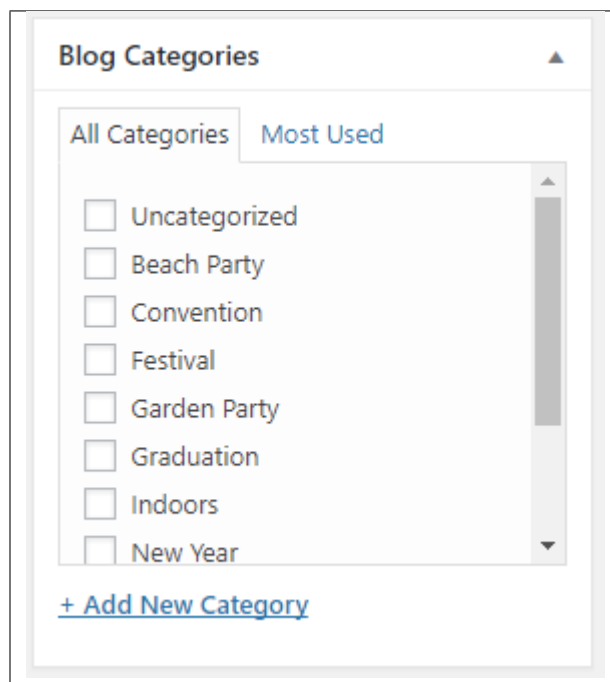 Blog Categories
All Categories Most Used
Uncategorized
Beach Party
Convention
Festival
Garden Party
Graduation
Indoors
New Year
+ Add New Category